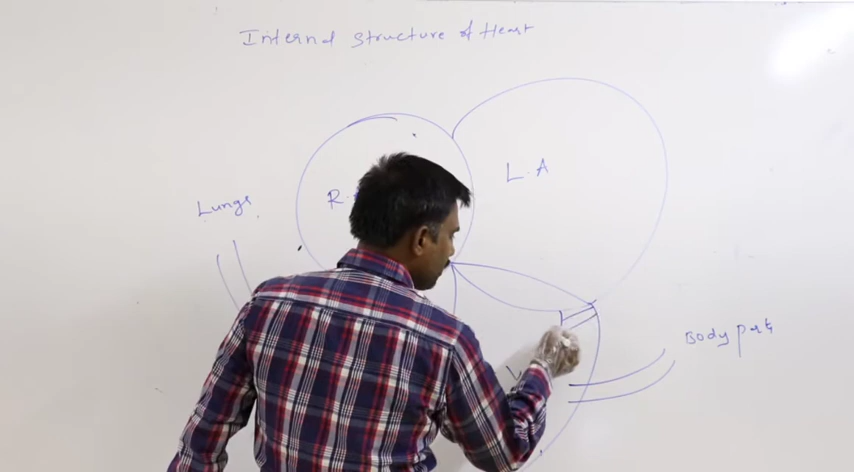 Internal structure of Heart
L.A
R.
Lungs
Body parts